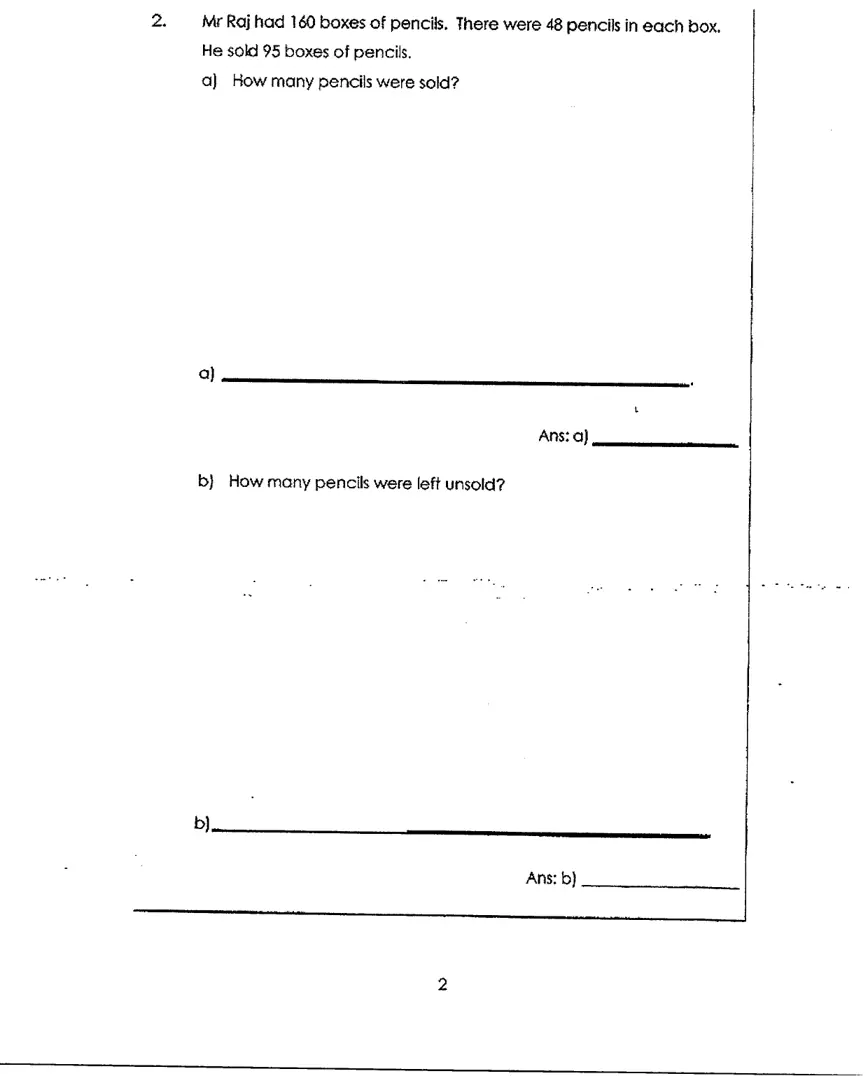 2. Mr Raj had 160 boxes of pencils. There were 48 pencils in each box.
He sold 95 boxes of pencils.
a) How many pencils were sold?
a) .
Ans: a)
b) How many pencils were left unsold?
b)
Ans: b)
2